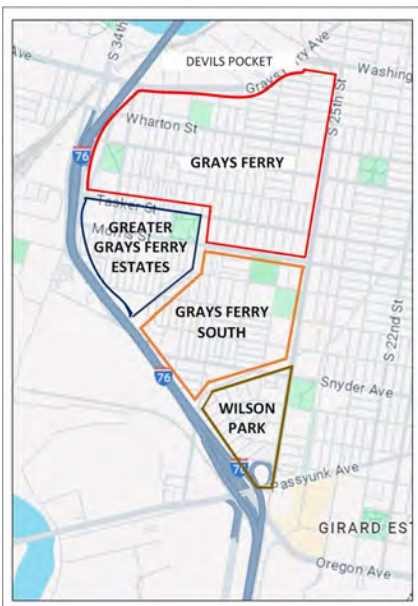 Ave
S 34th
DEVILS POCKET
Grays Ferry Ave
Washing
Wharton St
S 25th St
76
GRAYS FERRY
Tasker St
Morris St
GREATER
GRAYS FERRY
ESTATES
GRAYS FERRY
SOUTH
S 22nd St
76
Snyder Ave
WILSON
PARK
76
Passyunk Ave
GIRARD EST
Oregon Ave